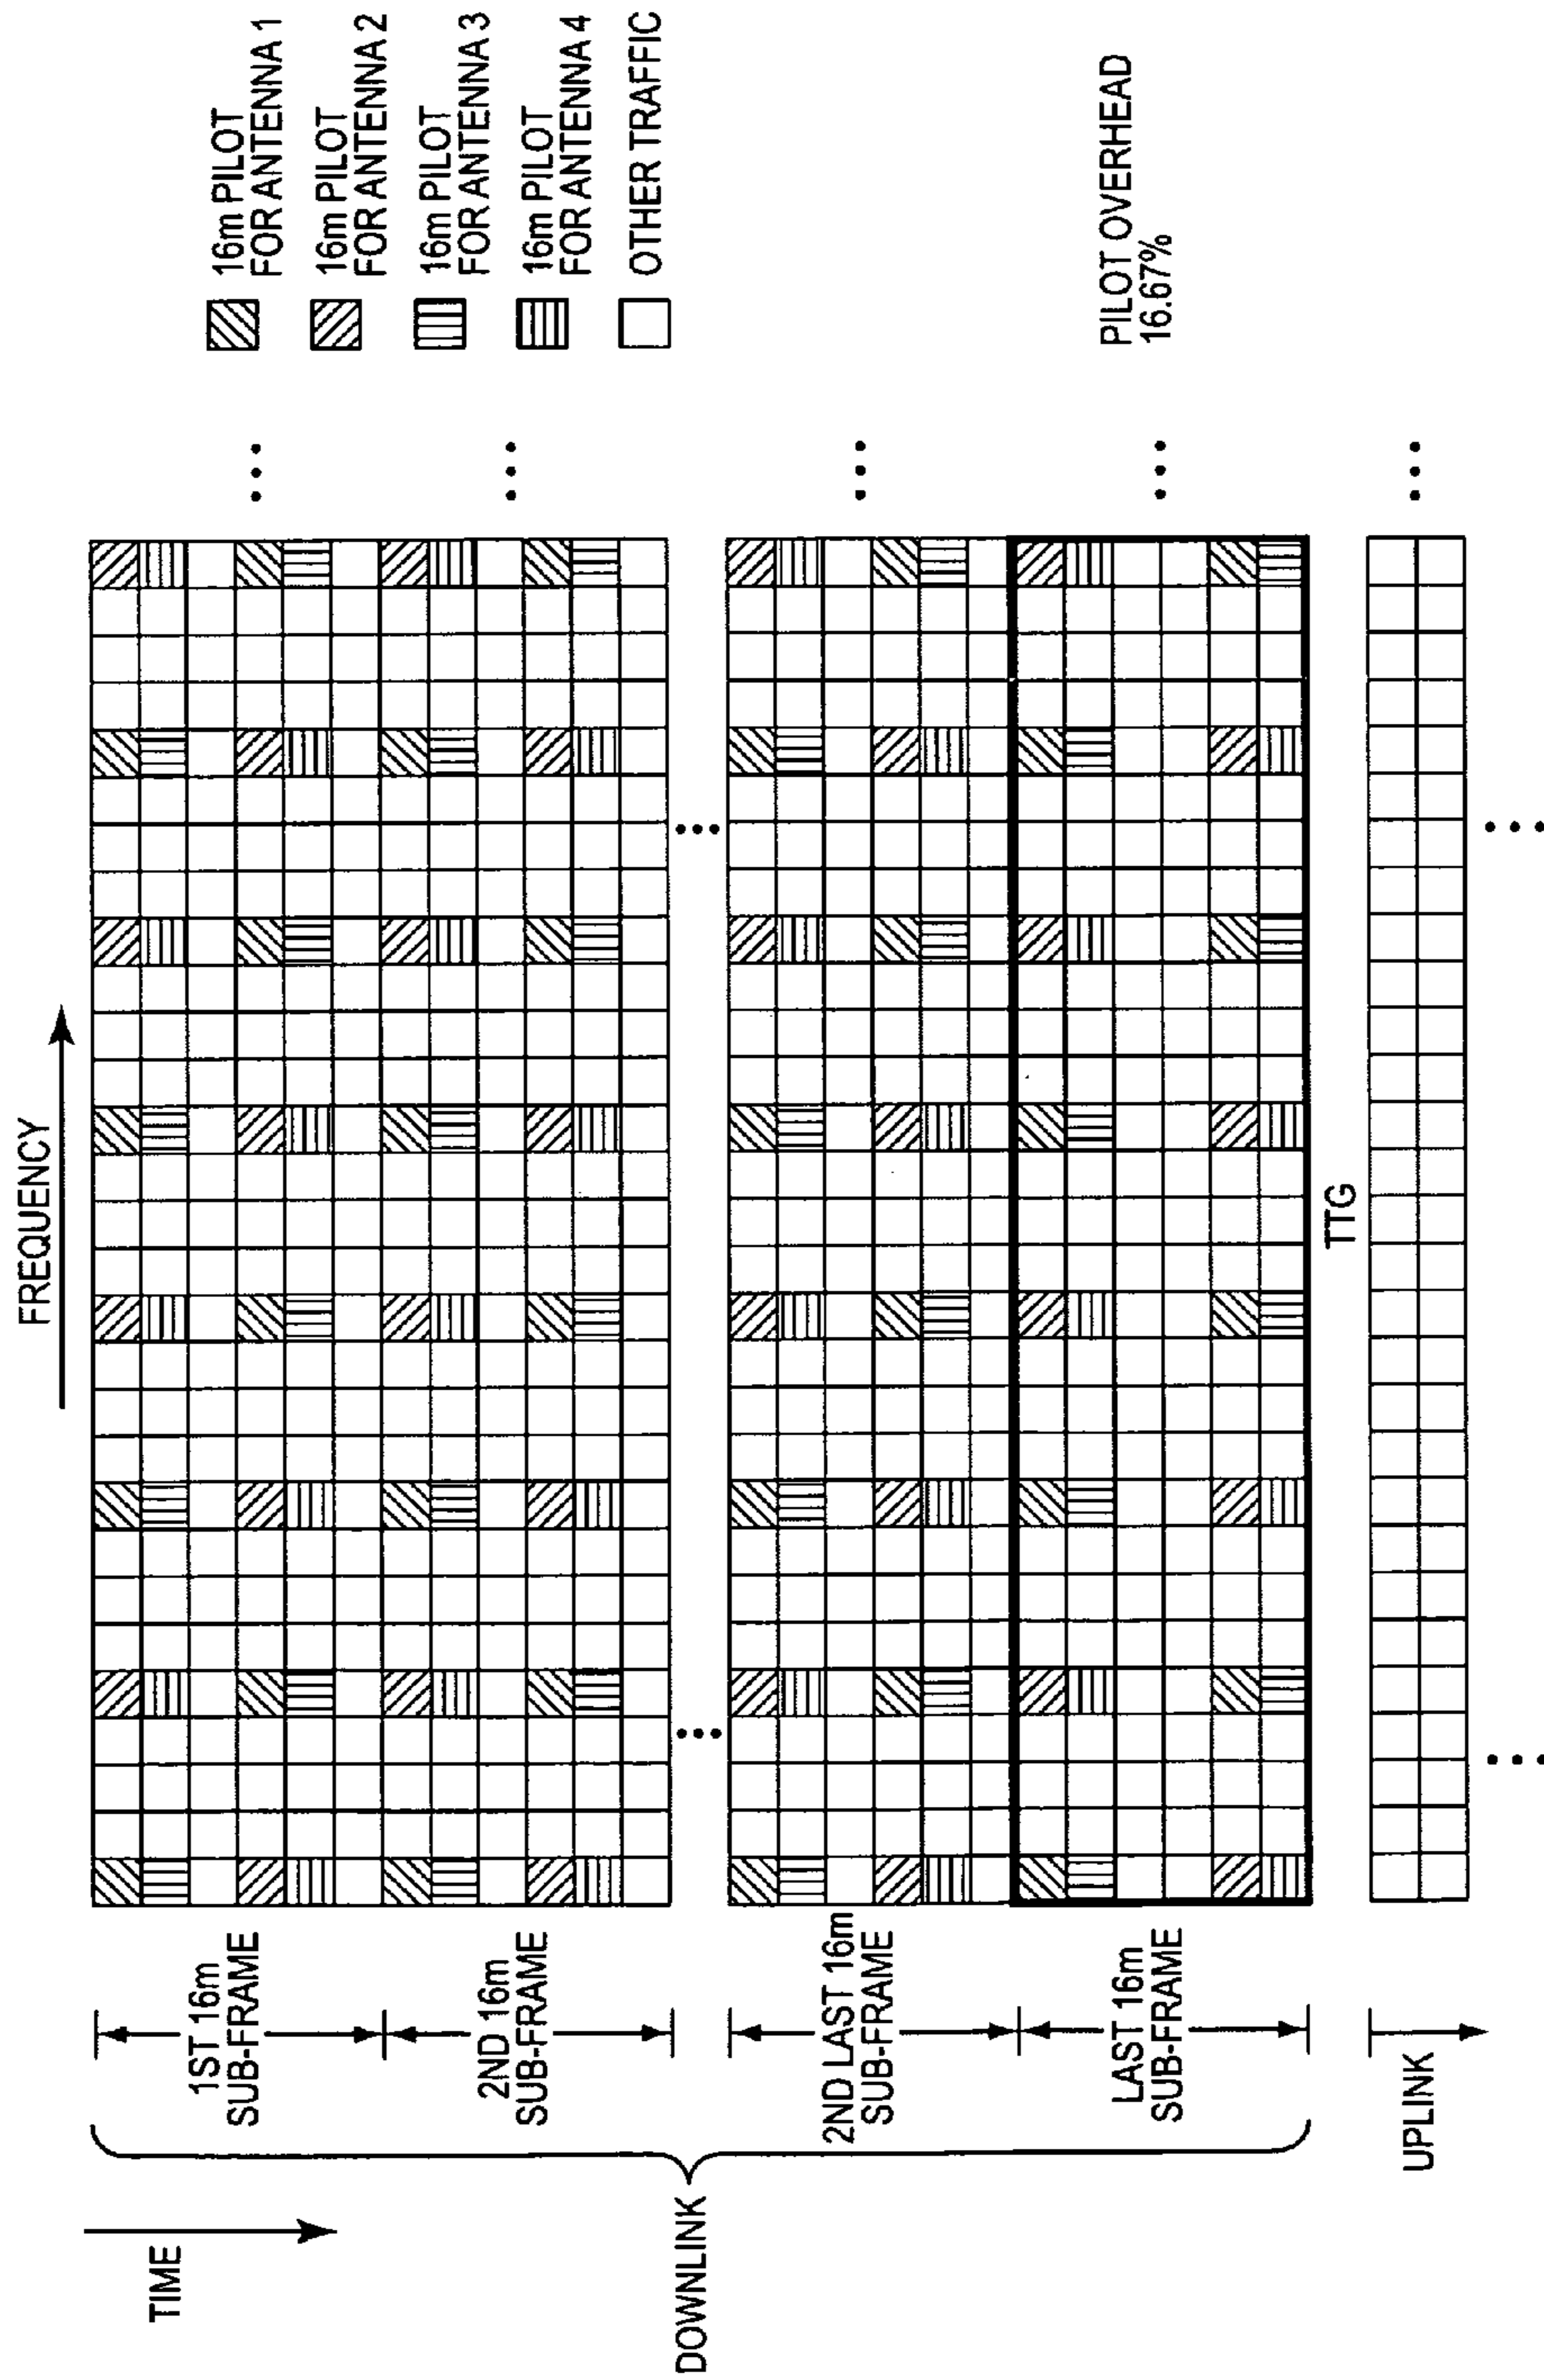 FREQUENCY
TIME
DOWNLINK
1ST 16m
SUB-FRAME
2ND 16m
SUB-FRAME
2ND LAST 16m
SUB-FRAME
LAST 16m
SUB-FRAME
UPLINK
TTG
16m PILOT
FOR ANTENNA 1
16m PILOT
FOR ANTENNA 2
16m PILOT
FOR ANTENNA 3
16m PILOT
FOR ANTENNA 4
OTHER TRAFFIC
PILOT OVERHEAD
16.67%